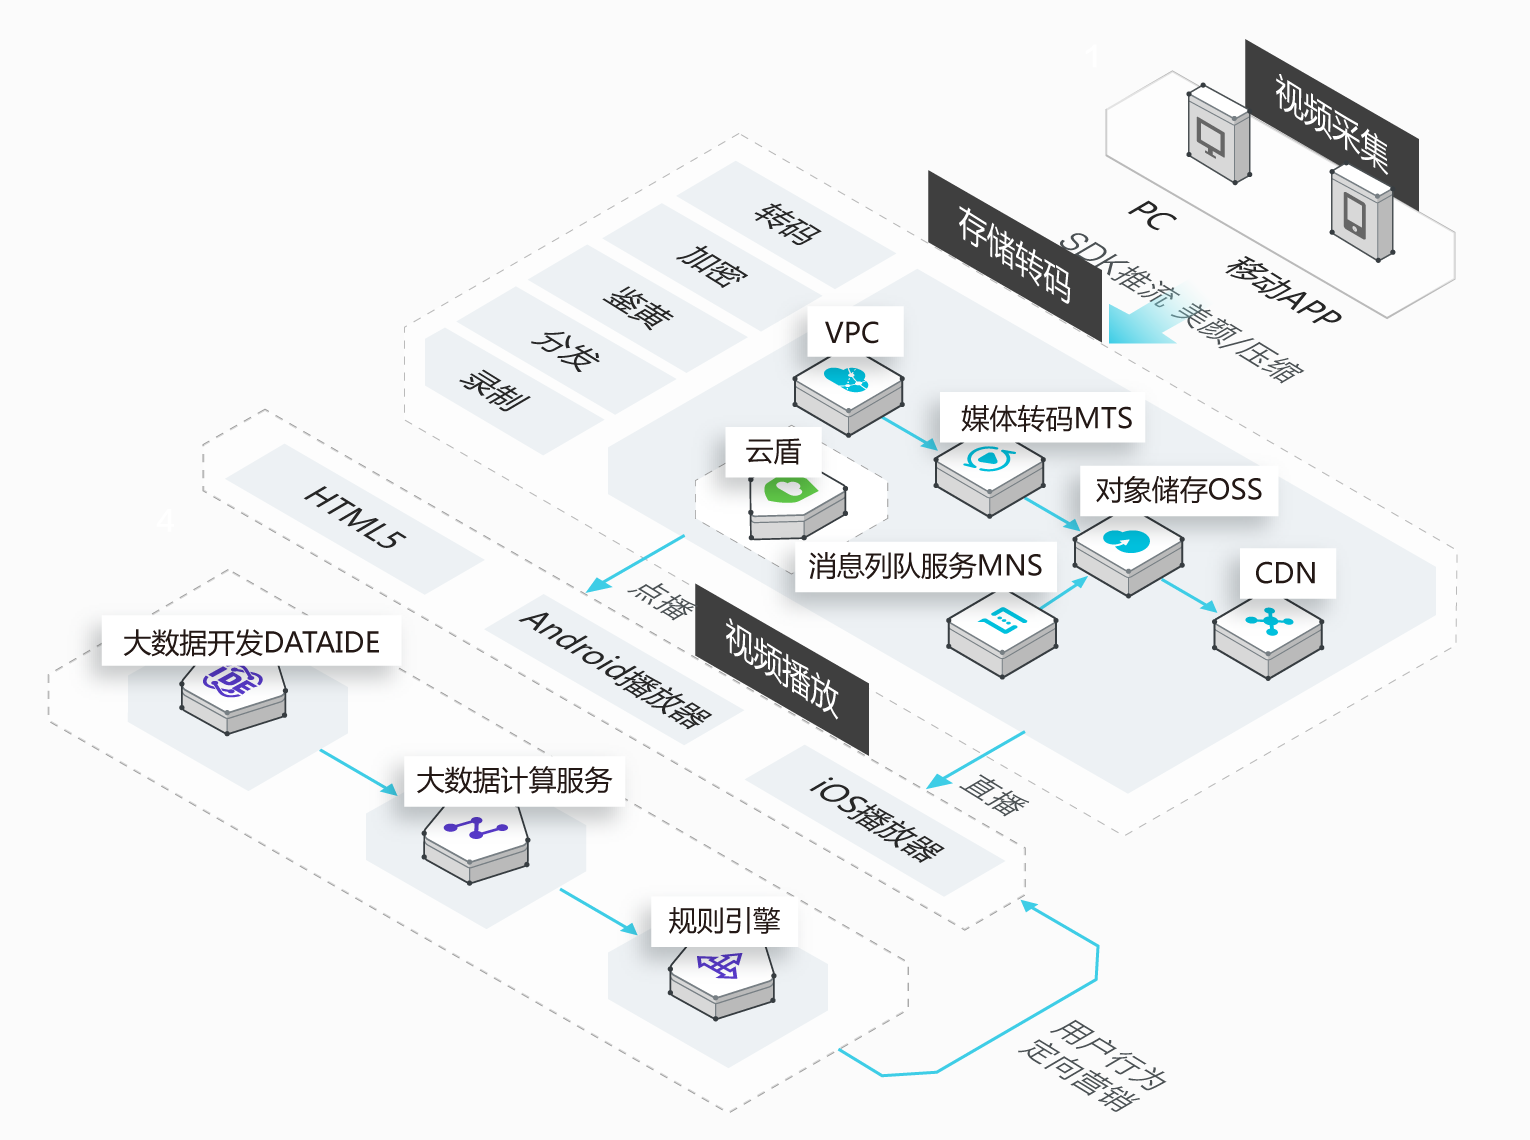 视频采集
PC
移动APP
SDK推流 美颜/压缩
存储转码
转码
加密
鉴黄
分发
录制
VPC
媒体转码MTS
云盾
对象储存OSS
消息列队服务MNS
CDN
点播
直播
视频播放
HTML5
Android播放器
iOS播放器
4
大数据开发DATAIDE
IDE
大数据计算服务
规则引擎
用户行为
定向营销